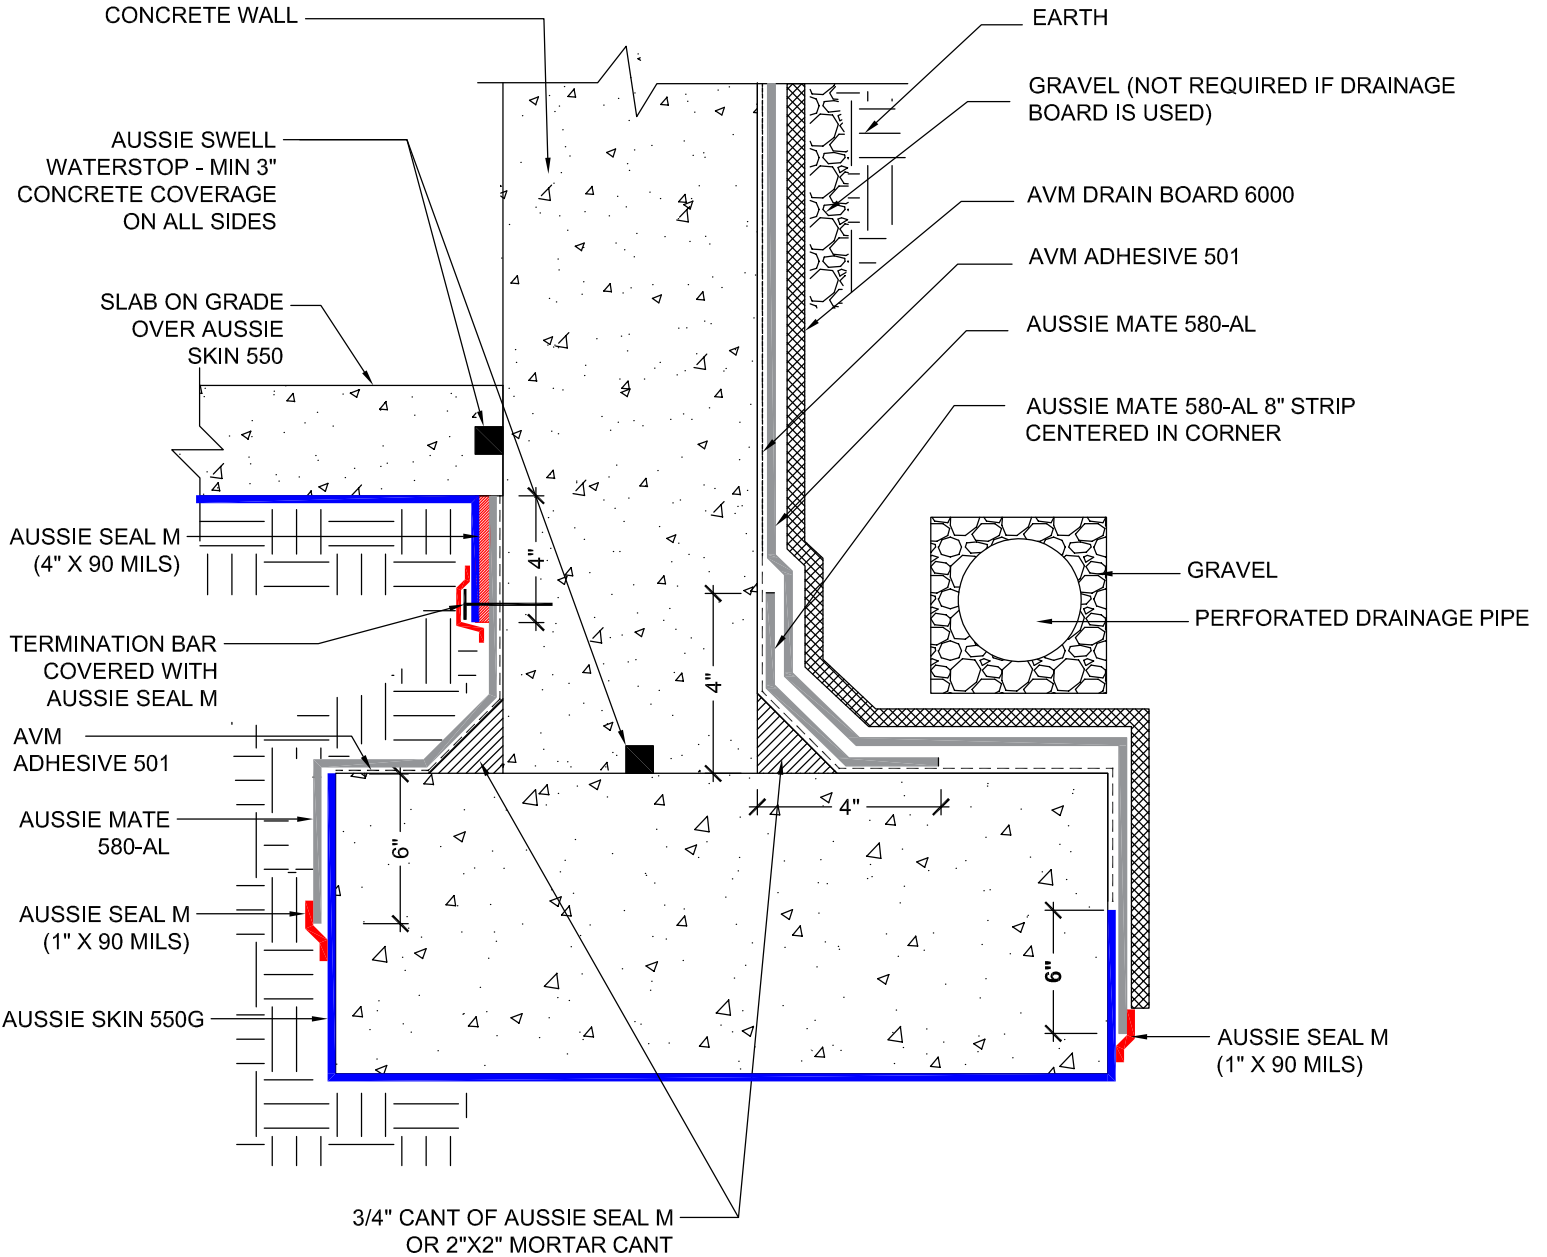 CONCRETE WALL
AUSSIE SWELL
WATERSTOP - MIN 3"
CONCRETE COVERAGE
ON ALL SIDES
SLAB ON GRADE
OVER AUSSIE
SKIN 550
AUSSIE SEAL M
(4" X 90 MILS)
TERMINATION BAR
COVERED WITH
AUSSIE SEAL M
AVM
ADHESIVE 501
AUSSIE MATE
580-AL
AUSSIE SEAL M
(1" X 90 MILS)
AUSSIE SKIN 550G
4"
4"
4"
6"
6"
EARTH
GRAVEL (NOT REQUIRED IF DRAINAGE
BOARD IS USED)
AVM DRAIN BOARD 6000
AVM ADHESIVE 501
AUSSIE MATE 580-AL
AUSSIE MATE 580-AL 8" STRIP
CENTERED IN CORNER
GRAVEL
PERFORATED DRAINAGE PIPE
AUSSIE SEAL M
(1" X 90 MILS)
3/4" CANT OF AUSSIE SEAL M
OR 2"X2" MORTAR CANT